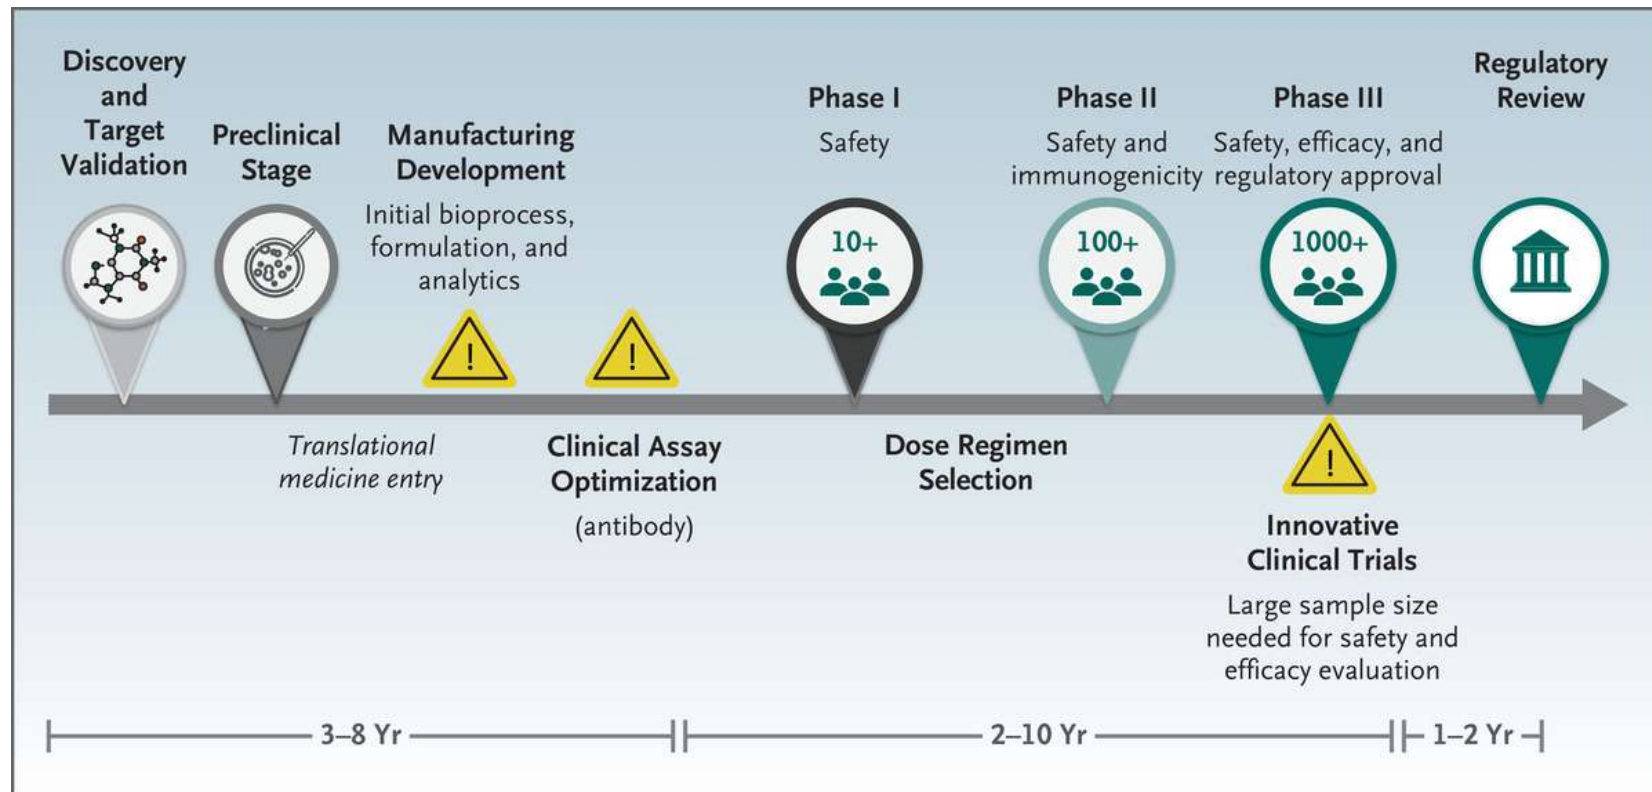 Discovery
and
Target
Validation
Preclinical
Stage
Manufacturing
Development
Initial bioprocess,
formulation, and
analytics
Phase I
Safety
10+
Phase II
Safety and
immunogenicity
100+
Phase III
Safety, efficacy, and
regulatory approval
1000+
Regulatory
Review
!
!
Translational
medicine entry
Clinical Assay
Optimization
(antibody)
Dose Regimen
Selection
!
Innovative
Clinical Trials
Large sample size
needed for safety and
efficacy evaluation
3–8 Yr
2–10 Yr
1–2 Yr